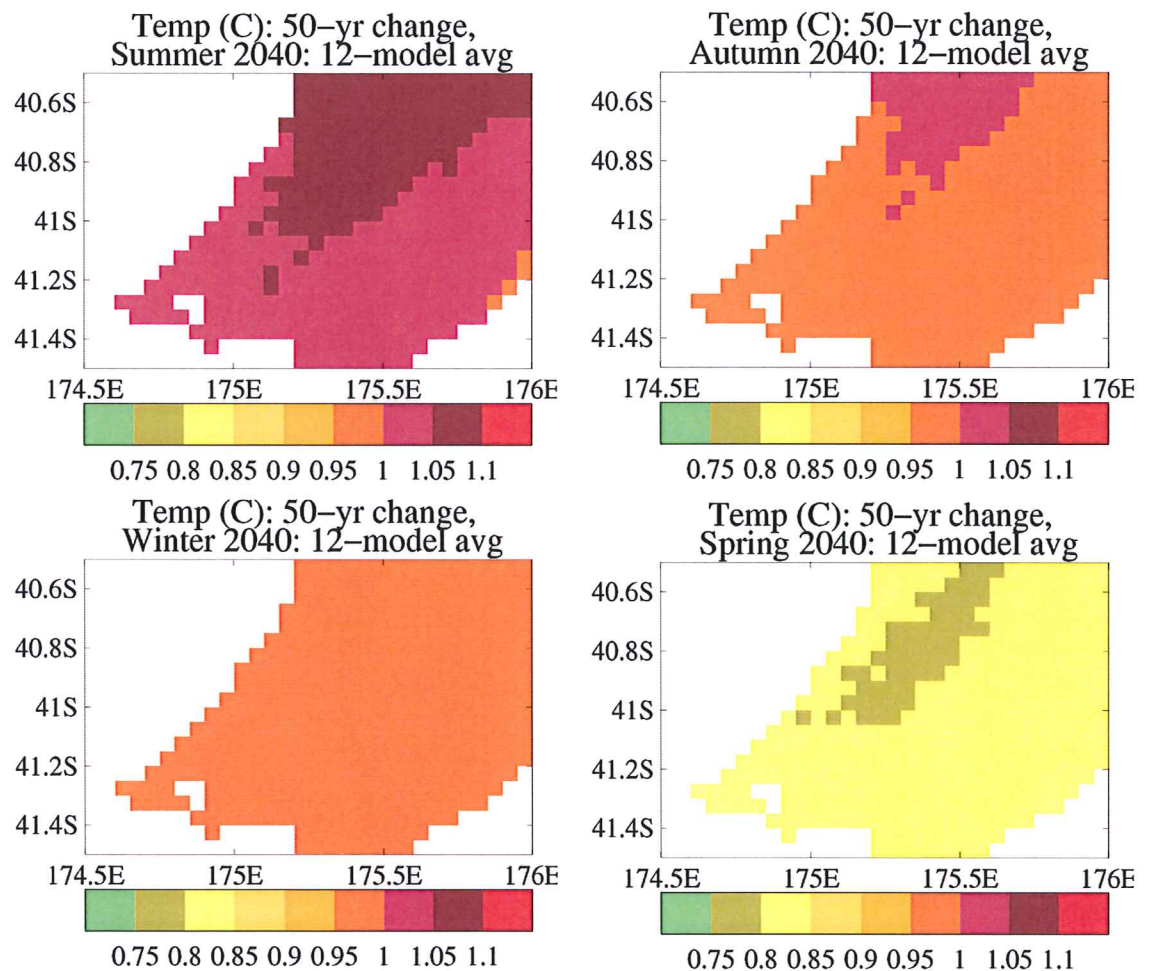 Temp (C): 50−yr change,
Summer 2040: 12−model avg
40.6S
40.8S
41S
41.2S
41.4S
174.5E 175E 175.5E 176E
0.75 0.8 0.85 0.9 0.95 1 1.05 1.1
Temp (C): 50−yr change,
Autumn 2040: 12−model avg
40.6S
40.8S
41S
41.2S
41.4S
174.5E 175E 175.5E 176E
0.75 0.8 0.85 0.9 0.95 1 1.05 1.1
Temp (C): 50−yr change,
Winter 2040: 12−model avg
40.6S
40.8S
41S
41.2S
41.4S
174.5E 175E 175.5E 176E
0.75 0.8 0.85 0.9 0.95 1 1.05 1.1
Temp (C): 50−yr change,
Spring 2040: 12−model avg
40.6S
40.8S
41S
41.2S
41.4S
174.5E 175E 175.5E 176E
0.75 0.8 0.85 0.9 0.95 1 1.05 1.1